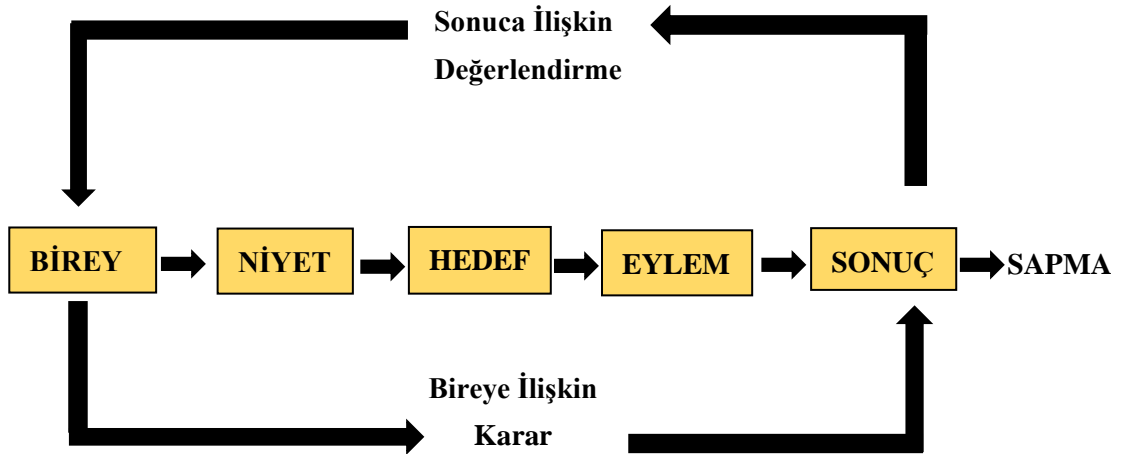 Sonuca İlişkin
Değerlendirme
BİREY
NİYET
HEDEF
EYLEM
SONUÇ
SAPMA
Bireye İlişkin
Karar